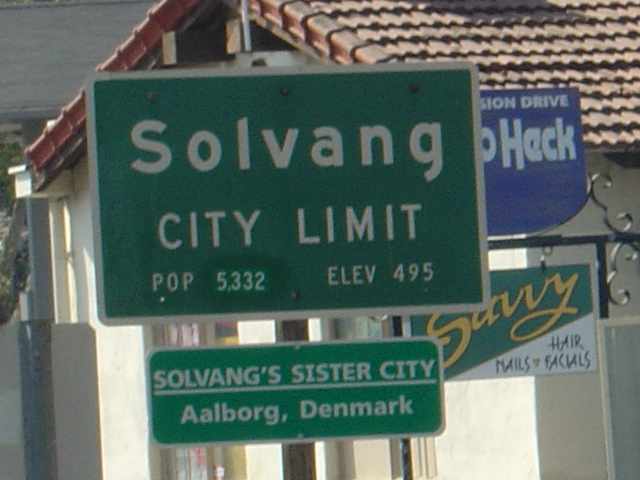 Solvang
CITY LIMIT
POP 5,332 ELEV 495
SOLVANG'S SISTER CITY
Aalborg, Denmark
SION DRIVE
o Heck
Savvy
HAIR
NAILS ♥ FACIALS